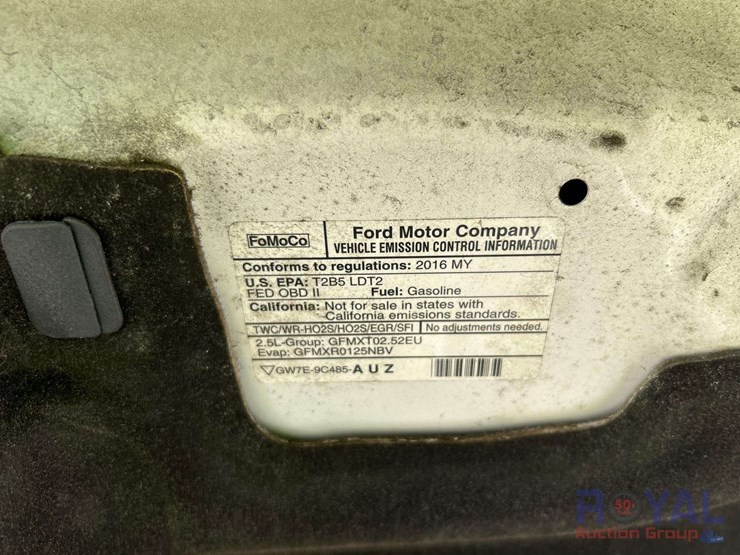 FoMoCo
Ford Motor Company
VEHICLE EMISSION CONTROL INFORMATION
Conforms to regulations: 2016 MY
U.S. EPA: T2B5 LDT2
FED OBD II Fuel: Gasoline
California: Not for sale in states with
California emissions standards.
TWC/WR-HO2S/HO2S/EGR/SFI No adjustments needed.
2.5L-Group: GFMXT02.52EU
Evap: GFMXR0125NBV
GW7E-9C485-A U Z
ROYAL
Auction Group